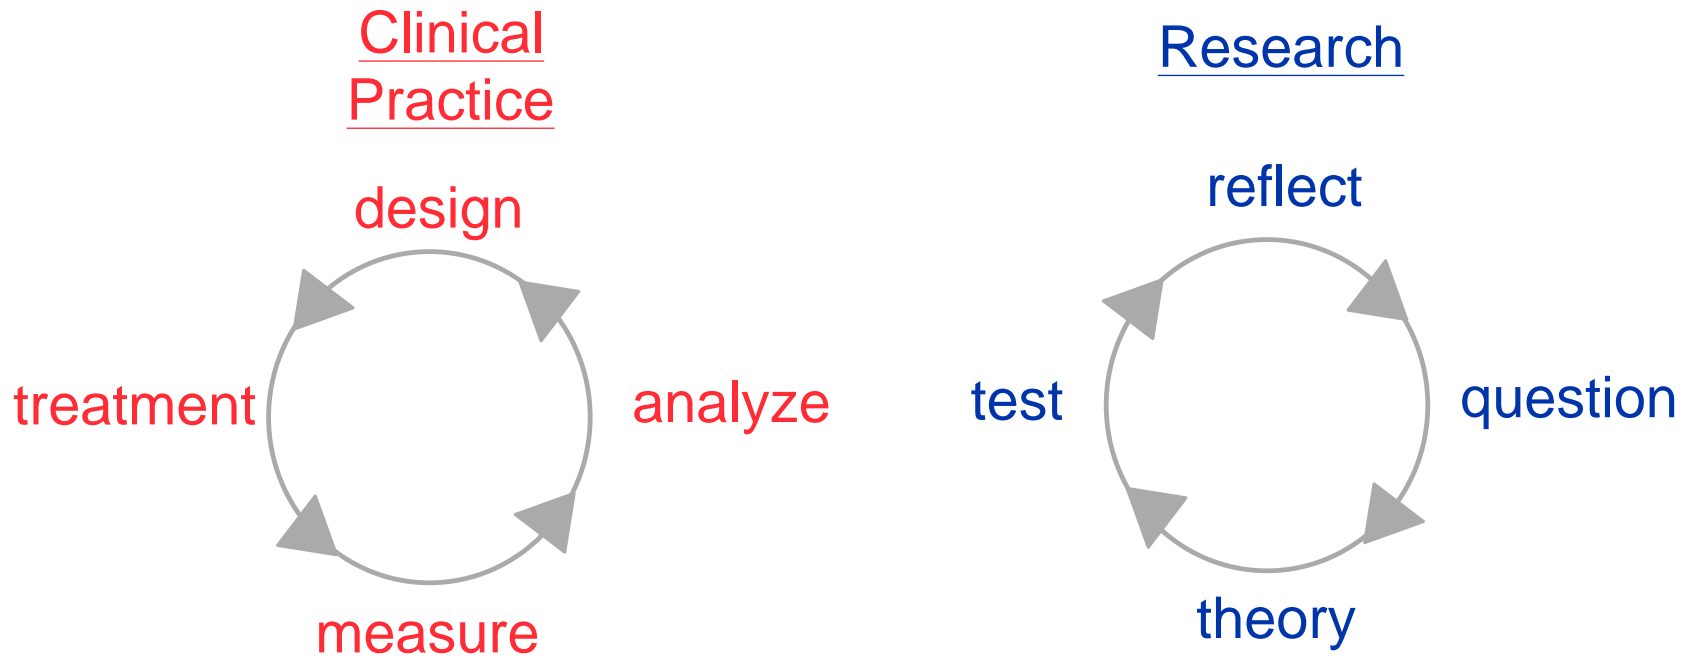 Clinical
Practice
design
treatment
analyze
measure
Research
reflect
test
question
theory